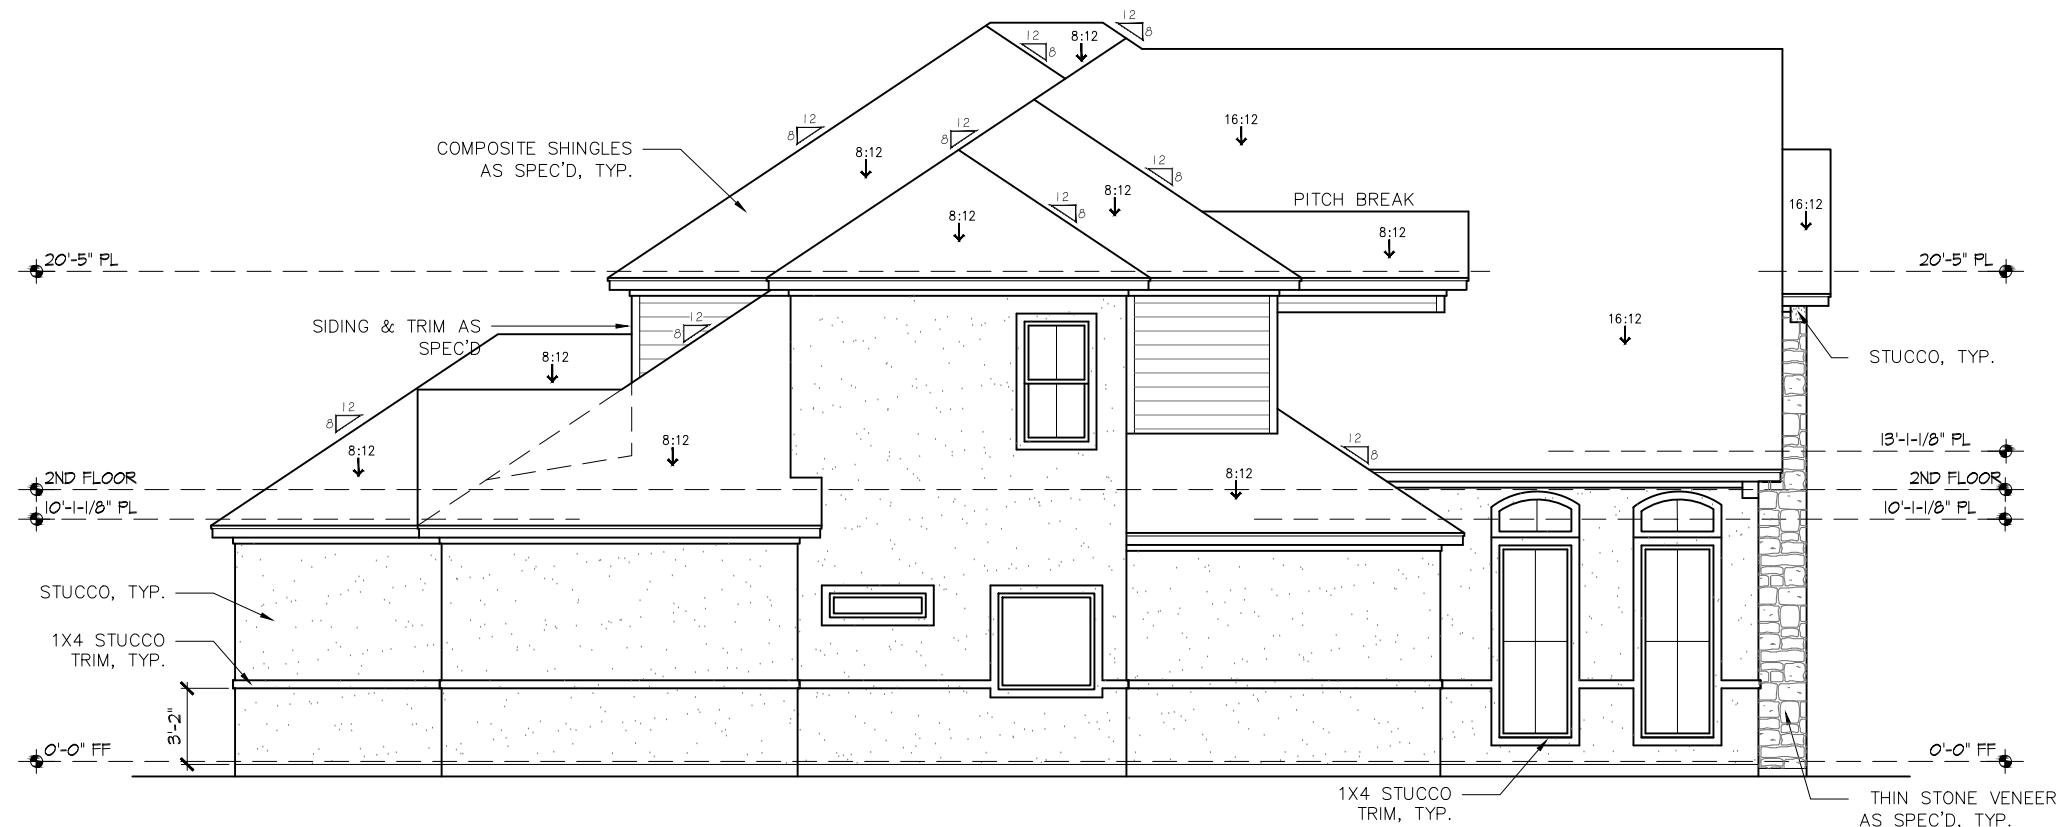 12
8
12
8
8:12
12
8
12
8
COMPOSITE SHINGLES
AS SPEC'D, TYP.
8:12
16:12
12
8
12
8
8:12
8:12
PITCH BREAK
8:12
16:12
20'-5" PL
20'-5" PL
SIDING & TRIM AS
SPEC'D
12
8
8:12
16:12
STUCCO, TYP.
12
8
8:12
8:12
12
8
8:12
13'-1-1/8" PL
2ND FLOOR
2ND FLOOR
10'-1-1/8" PL
10'-1-1/8" PL
STUCCO, TYP.
1X4 STUCCO
TRIM, TYP.
3'-2"
0'-0" FF
0'-0" FF
1X4 STUCCO
TRIM, TYP.
THIN STONE VENEER
AS SPEC'D, TYP.